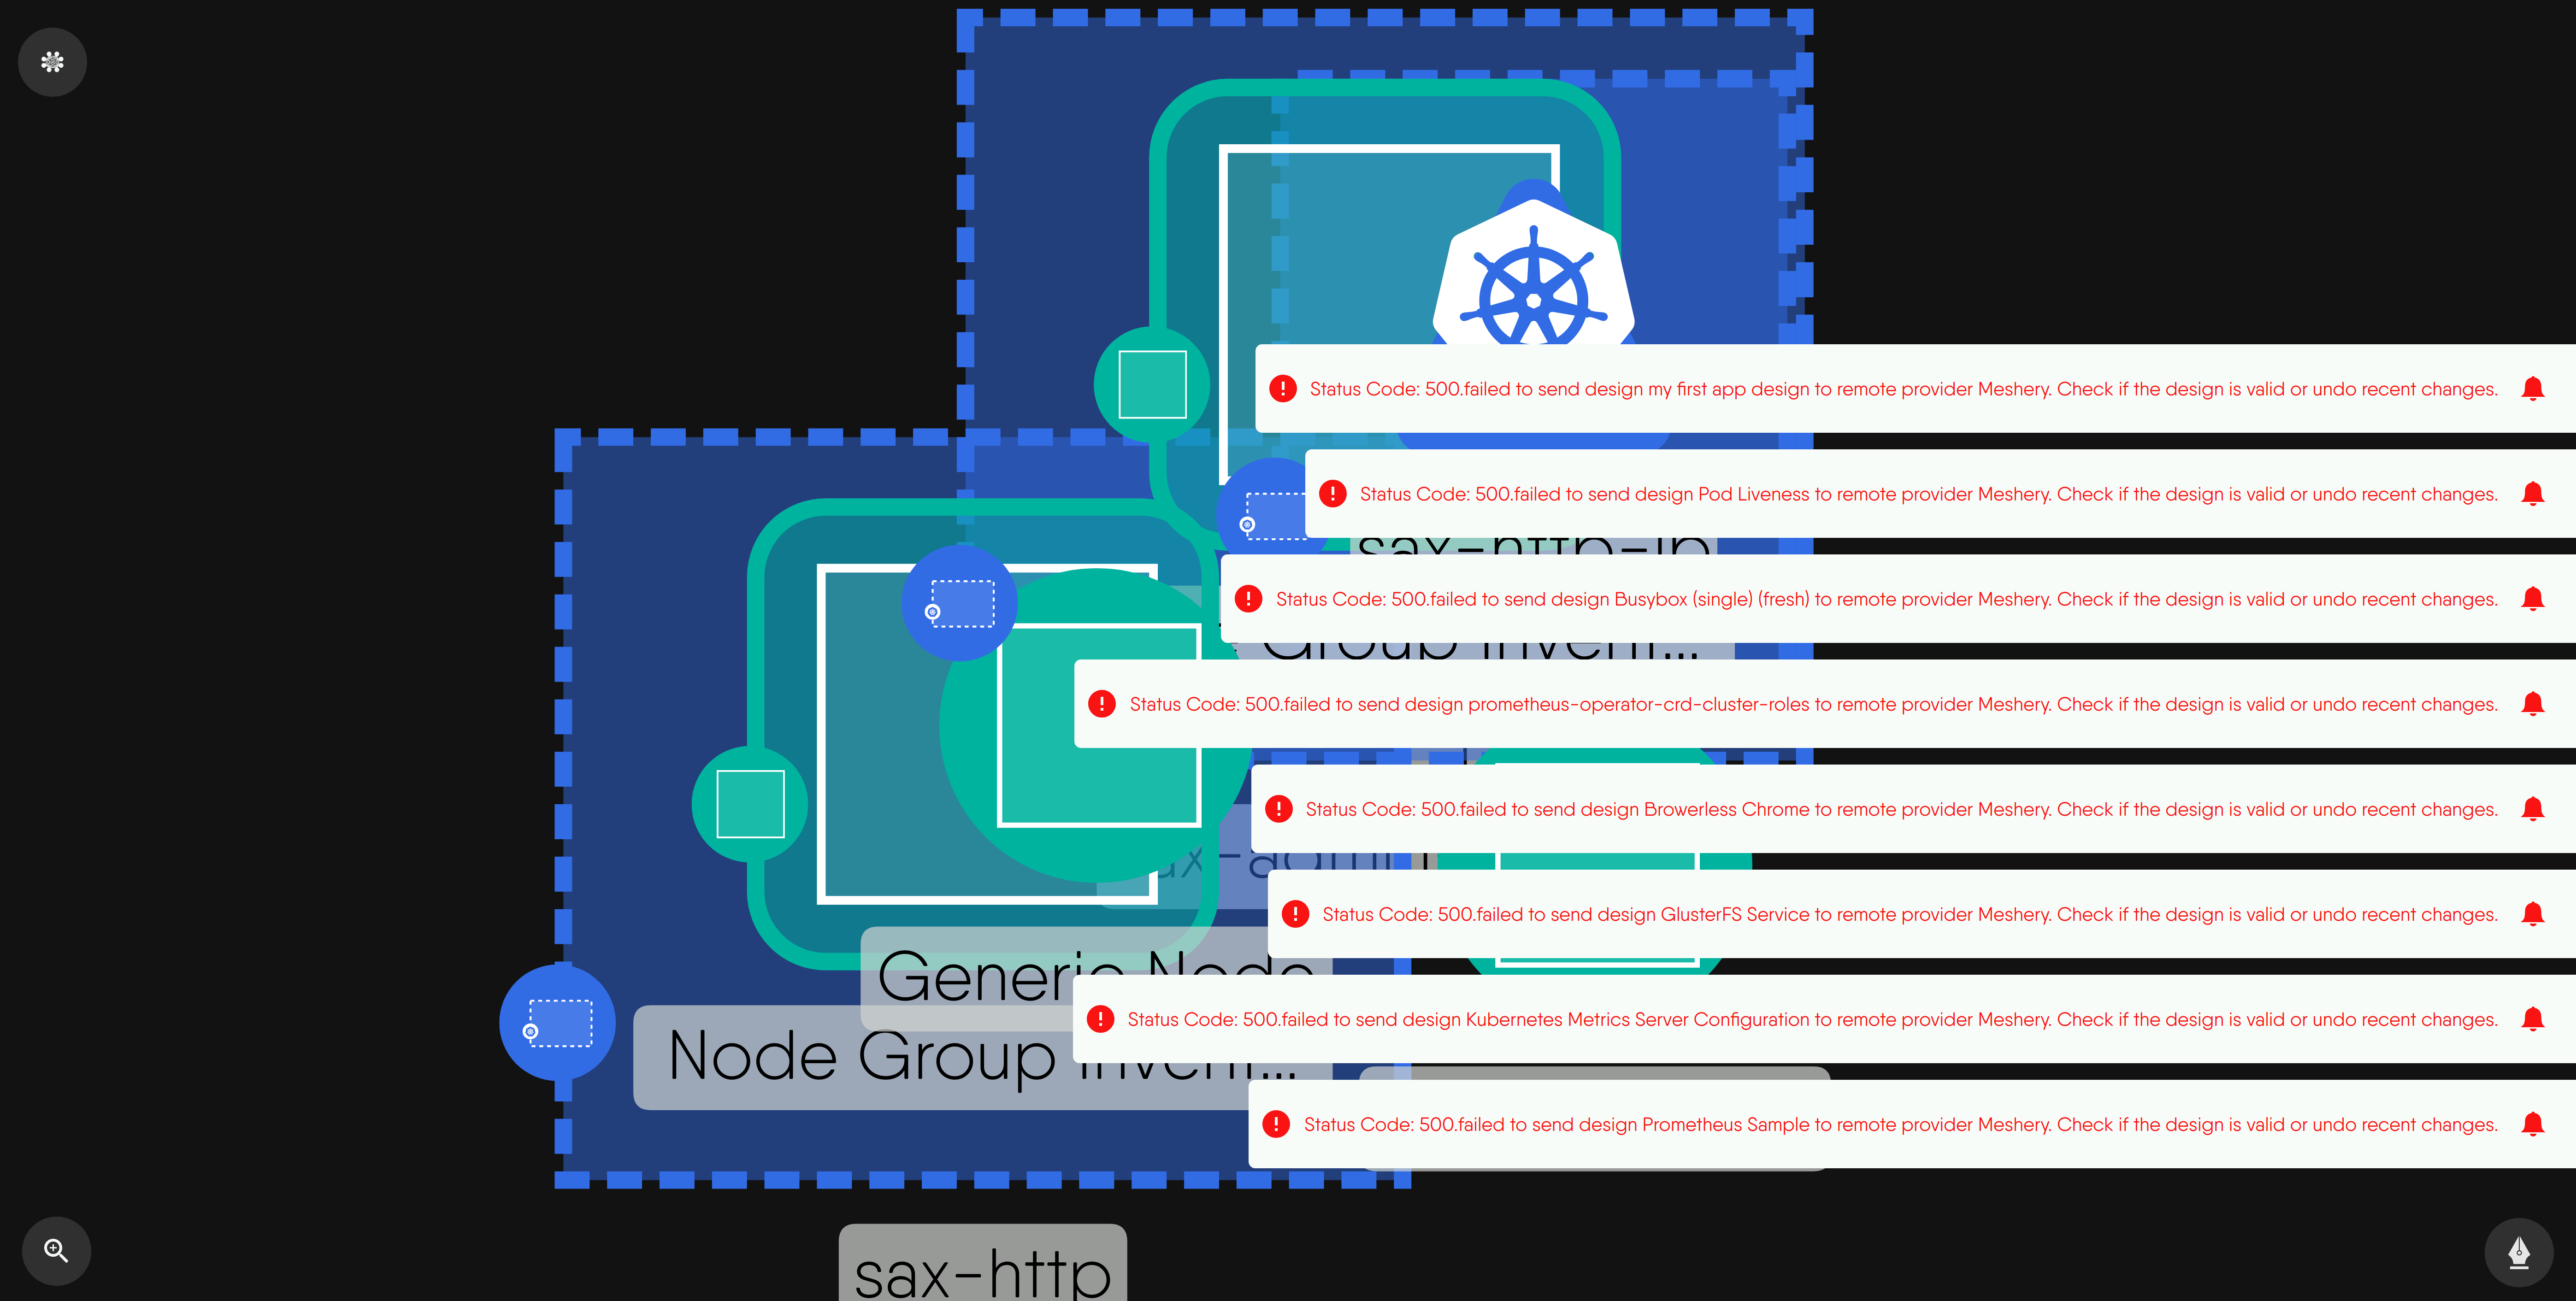 Status Code: 500.failed to send design my first app design to remote provider Meshery. Check if the design is valid or undo recent changes.
Status Code: 500.failed to send design Pod Liveness to remote provider Meshery. Check if the design is valid or undo recent changes.
sax-http-lb
Status Code: 500.failed to send design Busybox (single) (fresh) to remote provider Meshery. Check if the design is valid or undo recent changes.
Group Invent...
Status Code: 500.failed to send design prometheus-operator-crd-cluster-roles to remote provider Meshery. Check if the design is valid or undo recent changes.
Status Code: 500.failed to send design Browerless Chrome to remote provider Meshery. Check if the design is valid or undo recent changes.
Status Code: 500.failed to send design GlusterFS Service to remote provider Meshery. Check if the design is valid or undo recent changes.
Generic Node
Status Code: 500.failed to send design Kubernetes Metrics Server Configuration to remote provider Meshery. Check if the design is valid or undo recent changes.
Node Group Invent...
Status Code: 500.failed to send design Prometheus Sample to remote provider Meshery. Check if the design is valid or undo recent changes.
sax-http